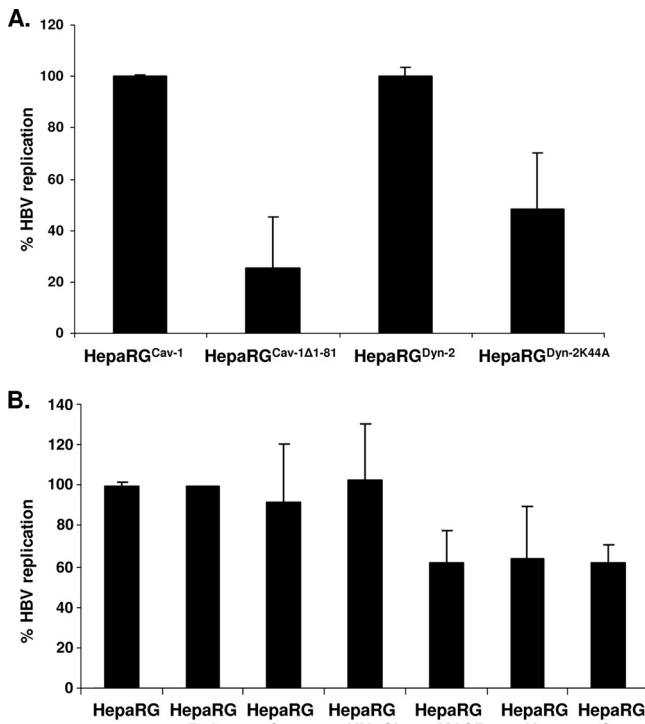 A.
120
100
80
60
40
20
0
% HBV replication
HepaRG^Cav-1 HepaRG^Cav-1Δ1-81 HepaRG^Dyn-2 HepaRG^Dyn-2K44A
B.
140
120
100
80
60
40
20
0
% HBV replication
HepaRG HepaRG HepaRG HepaRG HepaRG HepaRG HepaRG